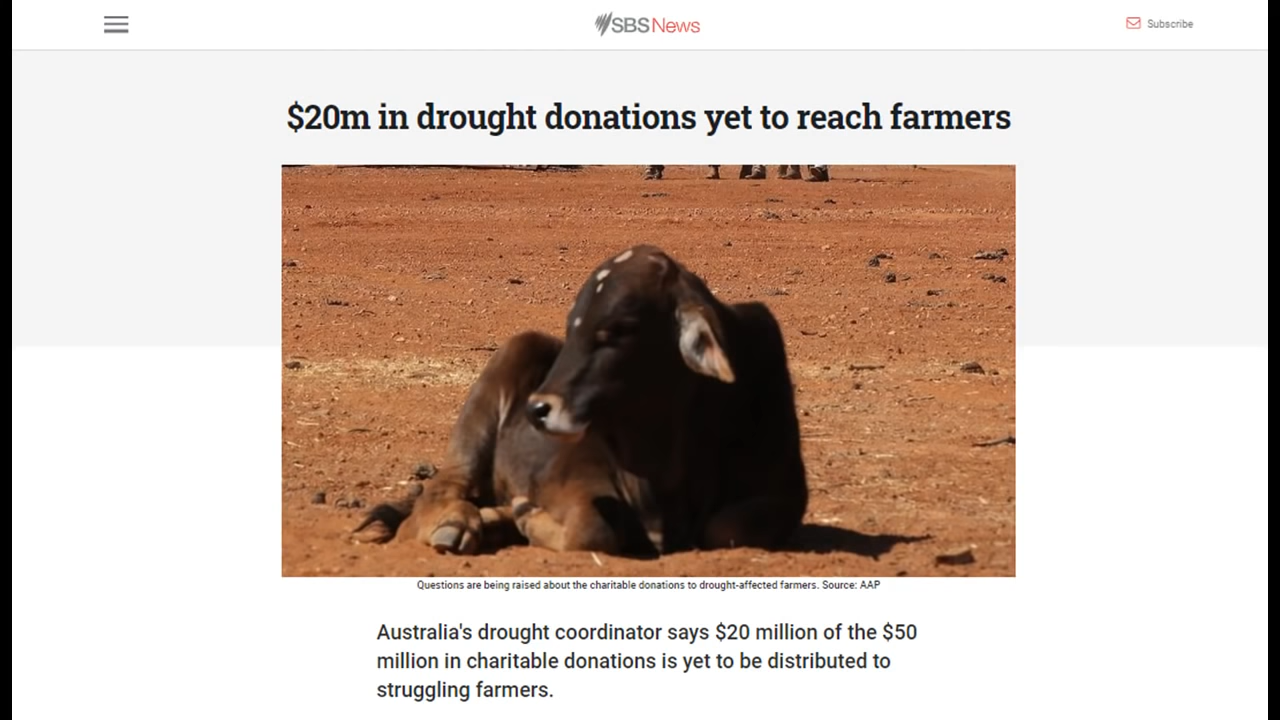 SBS News
Subscribe
$20m in drought donations yet to reach farmers
Questions are being raised about the charitable donations to drought-affected farmers. Source: AAP
Australia's drought coordinator says $20 million of the $50
million in charitable donations is yet to be distributed to
struggling farmers.